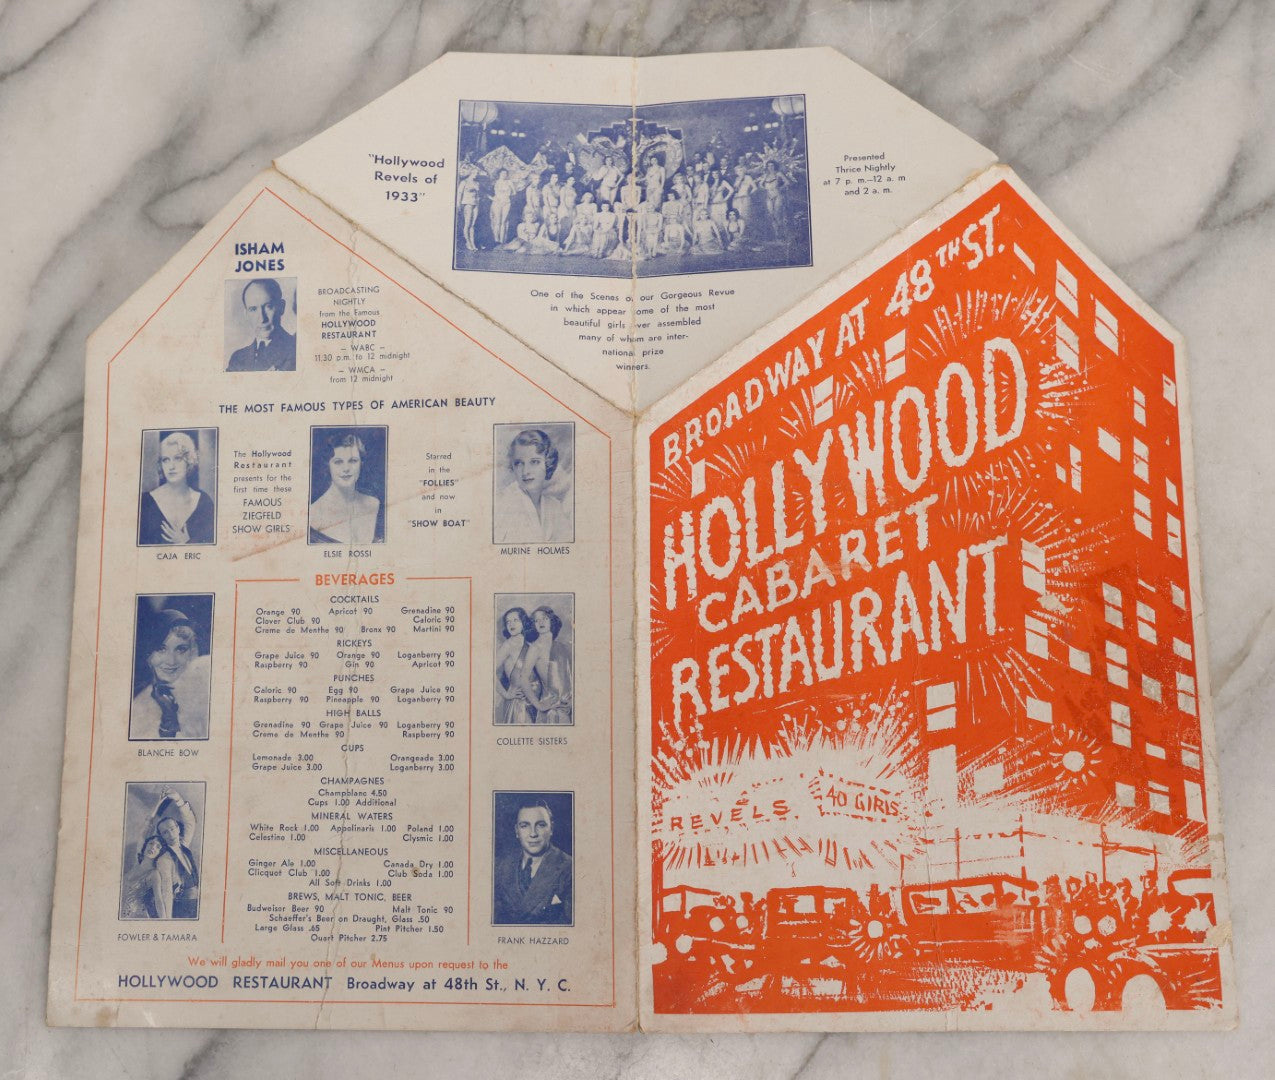 "Hollywood
Revels of
1933"
Presented
Thrice Nightly
at 7 p. m.—12 a. m
and 2 a. m.
One of the Scenes our Gorgeous Revue
in which appear some of the most
beautiful girls ever assembled
many of whom are inter-
national prize
winners.
ISHAM
JONES
BROADCASTING
NIGHTLY
from the Famous
HOLLYWOOD
RESTAURANT
— WABC —
11:30 p.m. to 12 midnight
— WMCA —
from 12 midnight
THE MOST FAMOUS TYPES OF AMERICAN BEAUTY
The Hollywood
Restaurant
presents for the
first time these
FAMOUS
ZIEGFELD
SHOW GIRLS
Starred
in the
"FOLLIES"
and now
in
"SHOW BOAT"
CAJA ERIC
ELSIE ROSSI
MURINE HOLMES
BLANCHE BOW
COLLETTE SISTERS
FOWLER & TAMARA
FRANK HAZZARD
BEVERAGES
COCKTAILS
Orange 90 Apricot 90 Grenadine 90
Clover Club 90 Caloric 90
Creme de Menthe 90 Bronx 90 Martini 90
RICKEYS
Grape Juice 90 Orange 90 Loganberry 90
Raspberry 90 Gin 90 Apricot 90
PUNCHES
Caloric 90 Egg 90 Grape Juice 90
Raspberry 90 Pineapple 90 Loganberry 90
HIGH BALLS
Grenadine 90 Grape Juice 90 Loganberry 90
Creme de Menthe 90 Raspberry 90
CUPS
Lemonade 3.00 Orangeade 3.00
Grape Juice 3.00 Loganberry 3.00
CHAMPAGNES
Champblanc 4.50
Cups 1.00 Additional
MINERAL WATERS
White Rock 1.00 Appolinaris 1.00 Poland 1.00
Celestino 1.00 Clysmic 1.00
MISCELLANEOUS
Ginger Ale 1.00 Canada Dry 1.00
Clicquot Club 1.00 Club Soda 1.00
All Soft Drinks 1.00
BREWS, MALT TONIC, BEER
Budweiser Beer 90 Malt Tonic 90
Schaeffer's Beer on Draught, Glass .50
Large Glass .65 Pint Pitcher 1.50
Quart Pitcher 2.75
We will gladly mail you one of our Menus upon request to the
HOLLYWOOD RESTAURANT Broadway at 48th St., N. Y. C.
BROADWAY AT 48TH ST.
HOLLYWOOD
CABARET
RESTAURANT
REVELS 40 GIRLS